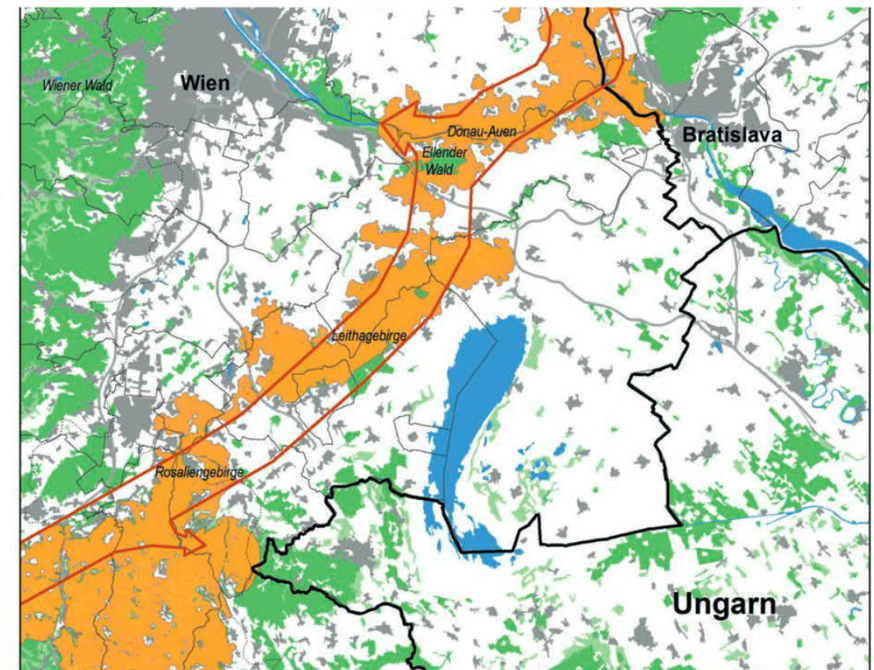 Wiener Wald
Wien
Donau-Auen
Bratislava
Ellender
Wald
Leithagebirge
Rosaliengebirge
Ungarn